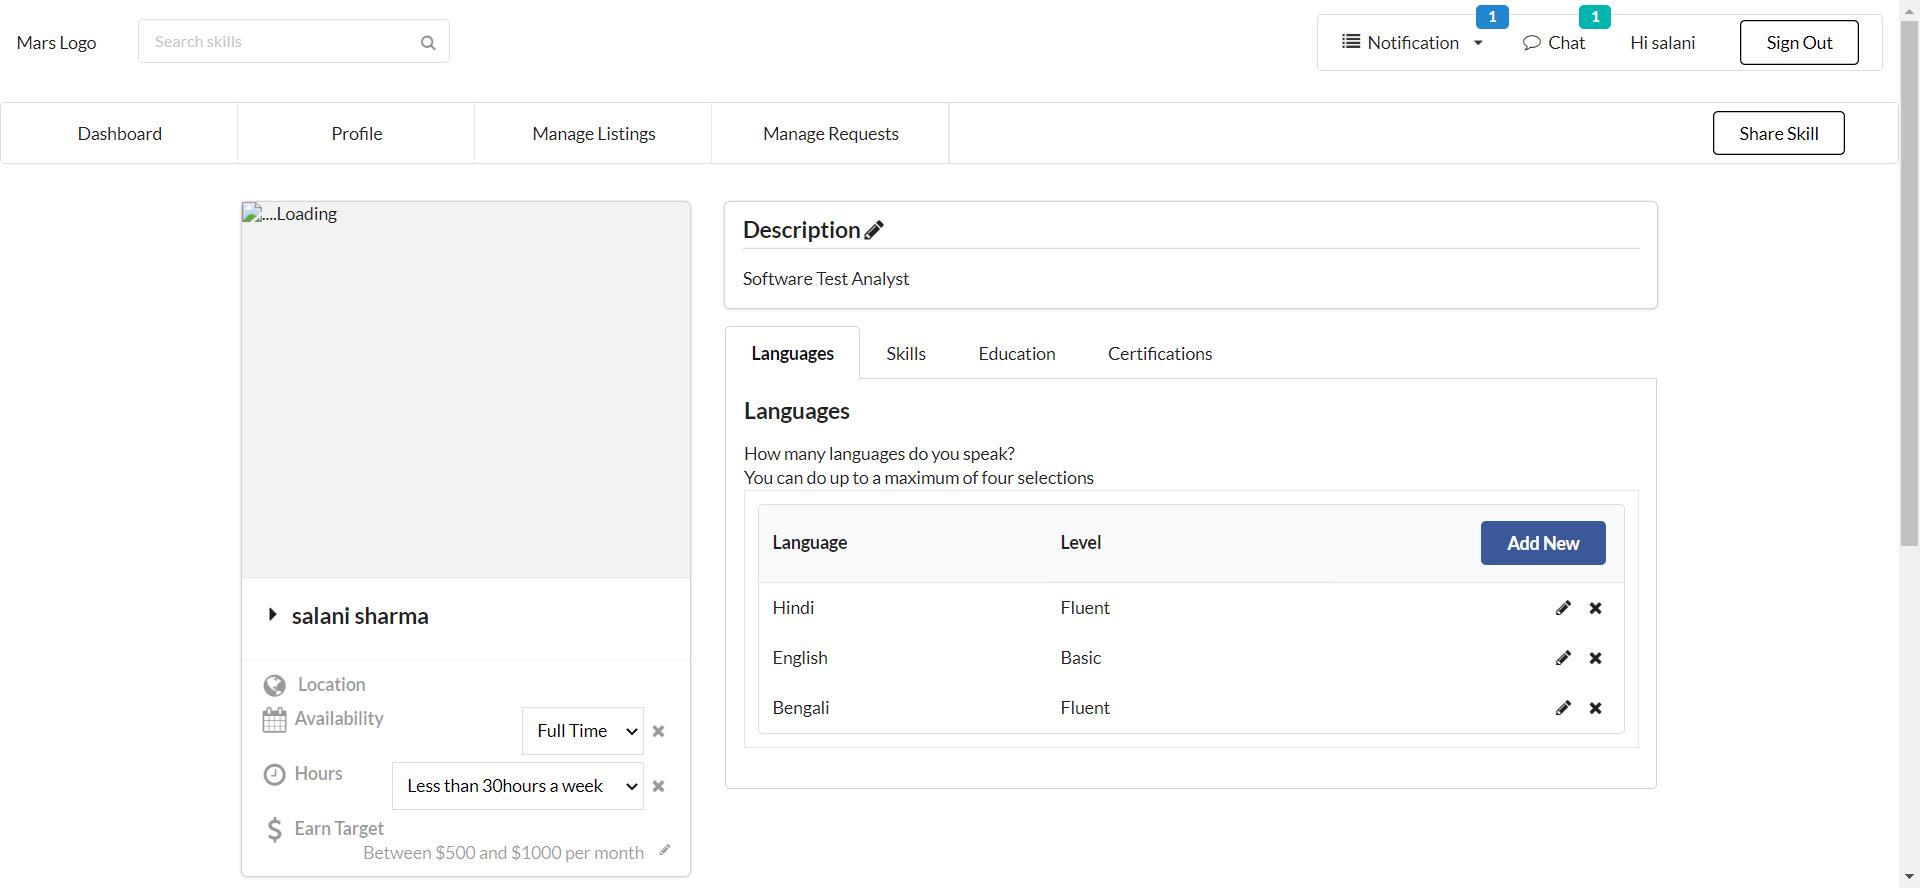 Mars Logo
Search skills
Notification
1
Chat
1
Hi salani
Sign Out
Dashboard
Profile
Manage Listings
Manage Requests
Share Skill
....Loading
salani sharma
Location
Availability
Full Time
Hours
Less than 30hours a week
Earn Target
Between $500 and $1000 per month
Description
Software Test Analyst
Languages
Skills
Education
Certifications
Languages
How many languages do you speak?
You can do up to a maximum of four selections
Language Level Add New
Hindi Fluent
English Basic
Bengali Fluent